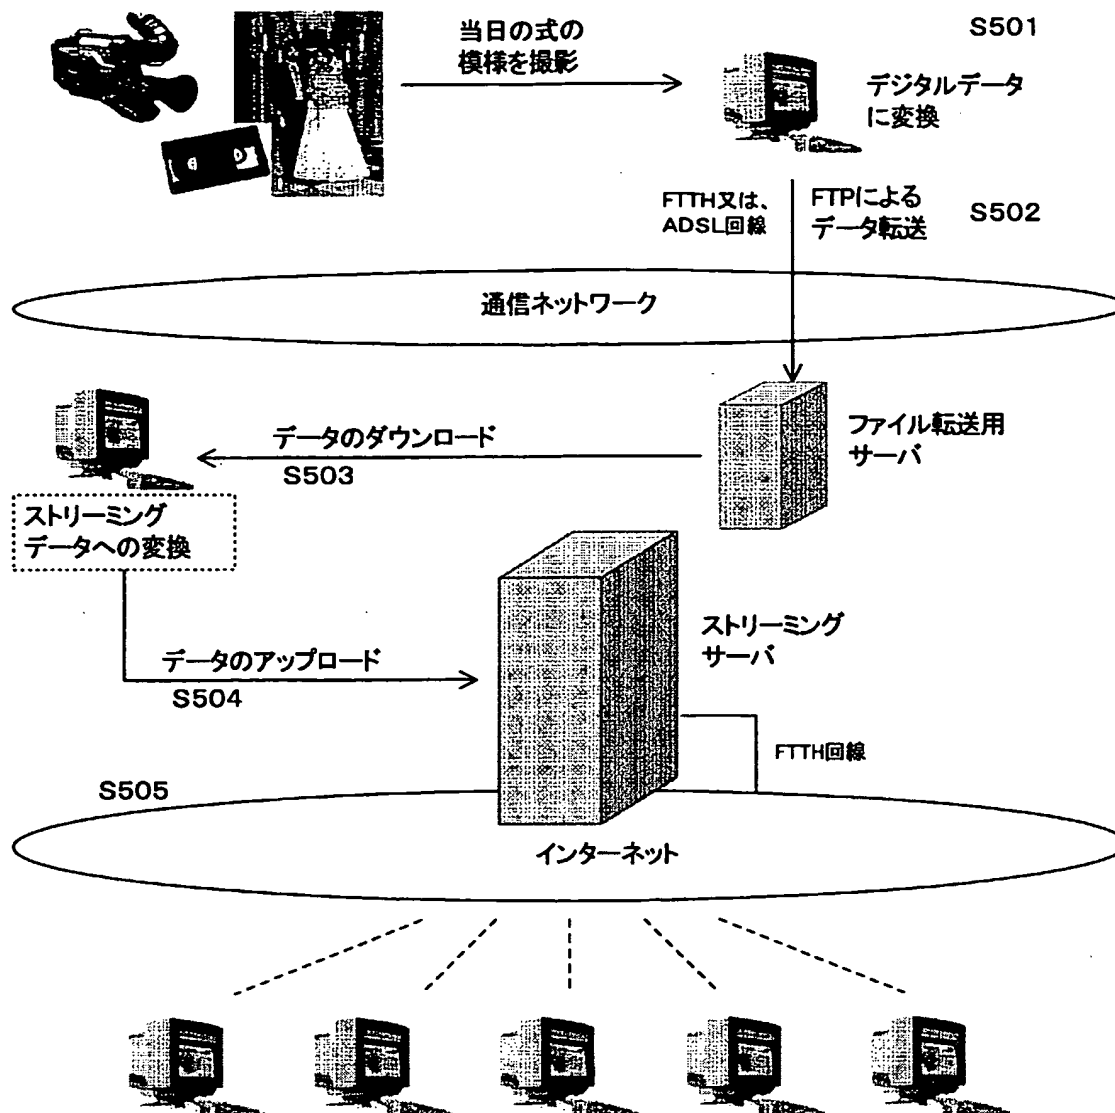 当日の式の
模様を撮影
S501
デジタルデータ
に変換
FTTH又は、
ADSL回線
FTPによる
データ転送
S502
通信ネットワーク
データのダウンロード
S503
ファイル転送用
サーバ
ストリーミング
データへの変換
ストリーミング
サーバ
データのアップロード
S504
FTTH回線
S505
インターネット